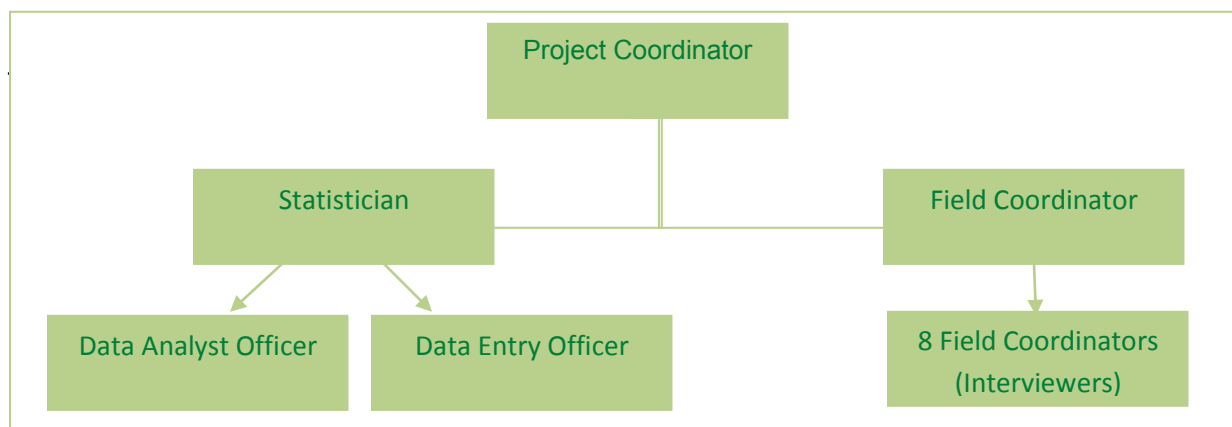 Project Coordinator
Statistician
Field Coordinator
Data Analyst Officer
Data Entry Officer
8 Field Coordinators
(Interviewers)